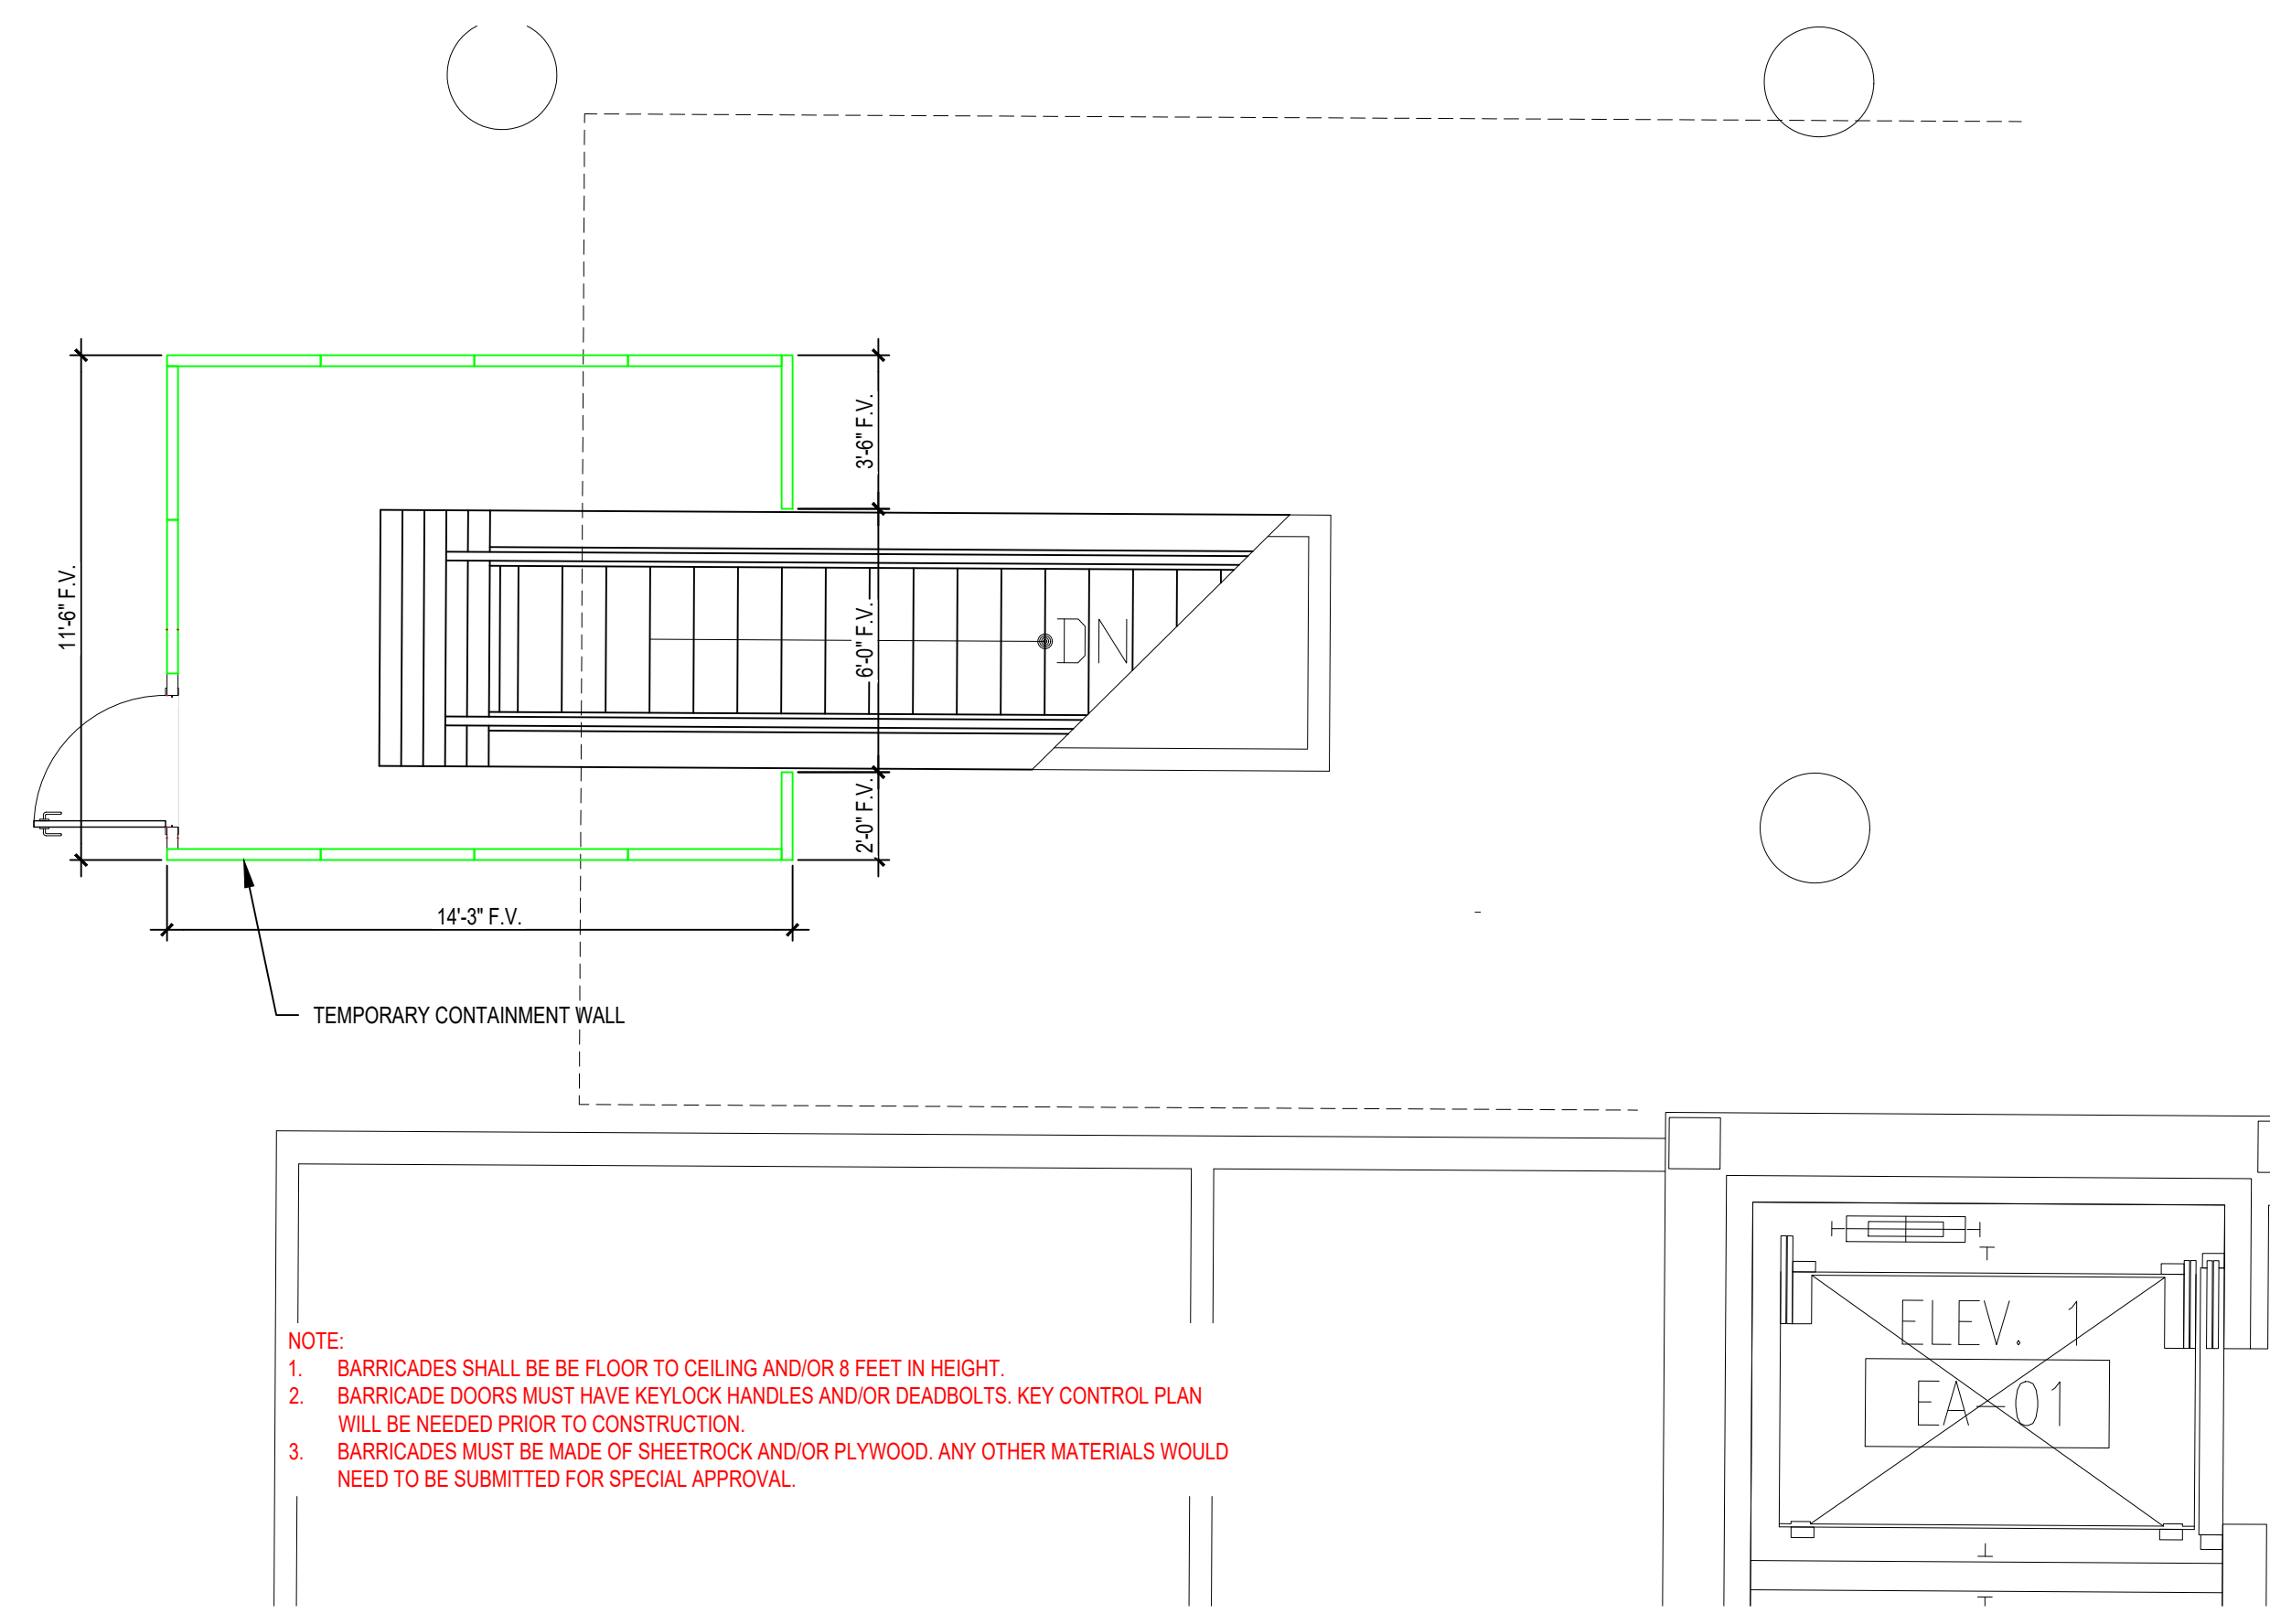 3'-6" F.V.
11'-6" F.V.
6'-0" F.V.
DN
2'-0" F.V.
14'-3" F.V.
TEMPORARY CONTAINMENT WALL
ELEV. 1
EA-01
NOTE:
1. BARRICADES SHALL BE BE FLOOR TO CEILING AND/OR 8 FEET IN HEIGHT.
2. BARRICADE DOORS MUST HAVE KEYLOCK HANDLES AND/OR DEADBOLTS. KEY CONTROL PLAN
WILL BE NEEDED PRIOR TO CONSTRUCTION.
3. BARRICADES MUST BE MADE OF SHEETROCK AND/OR PLYWOOD. ANY OTHER MATERIALS WOULD
NEED TO BE SUBMITTED FOR SPECIAL APPROVAL.